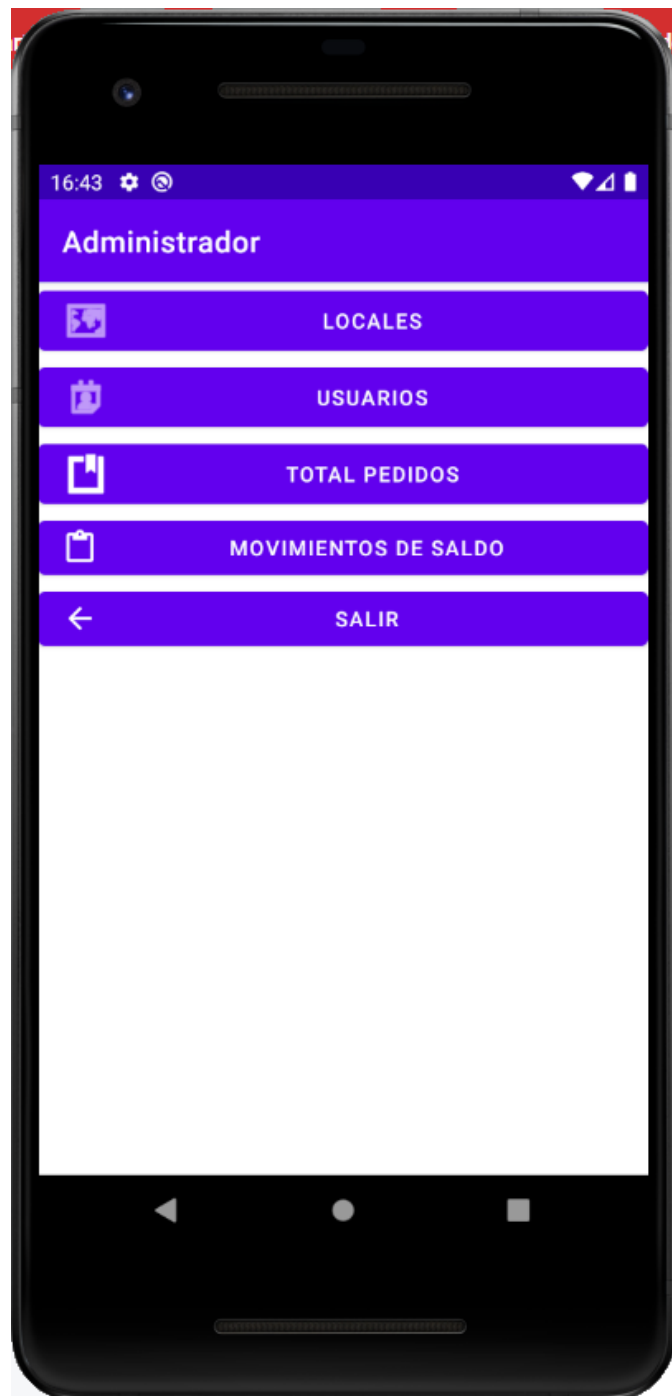 16:43
Administrador
LOCALES
USUARIOS
TOTAL PEDIDOS
MOVIMIENTOS DE SALDO
SALIR